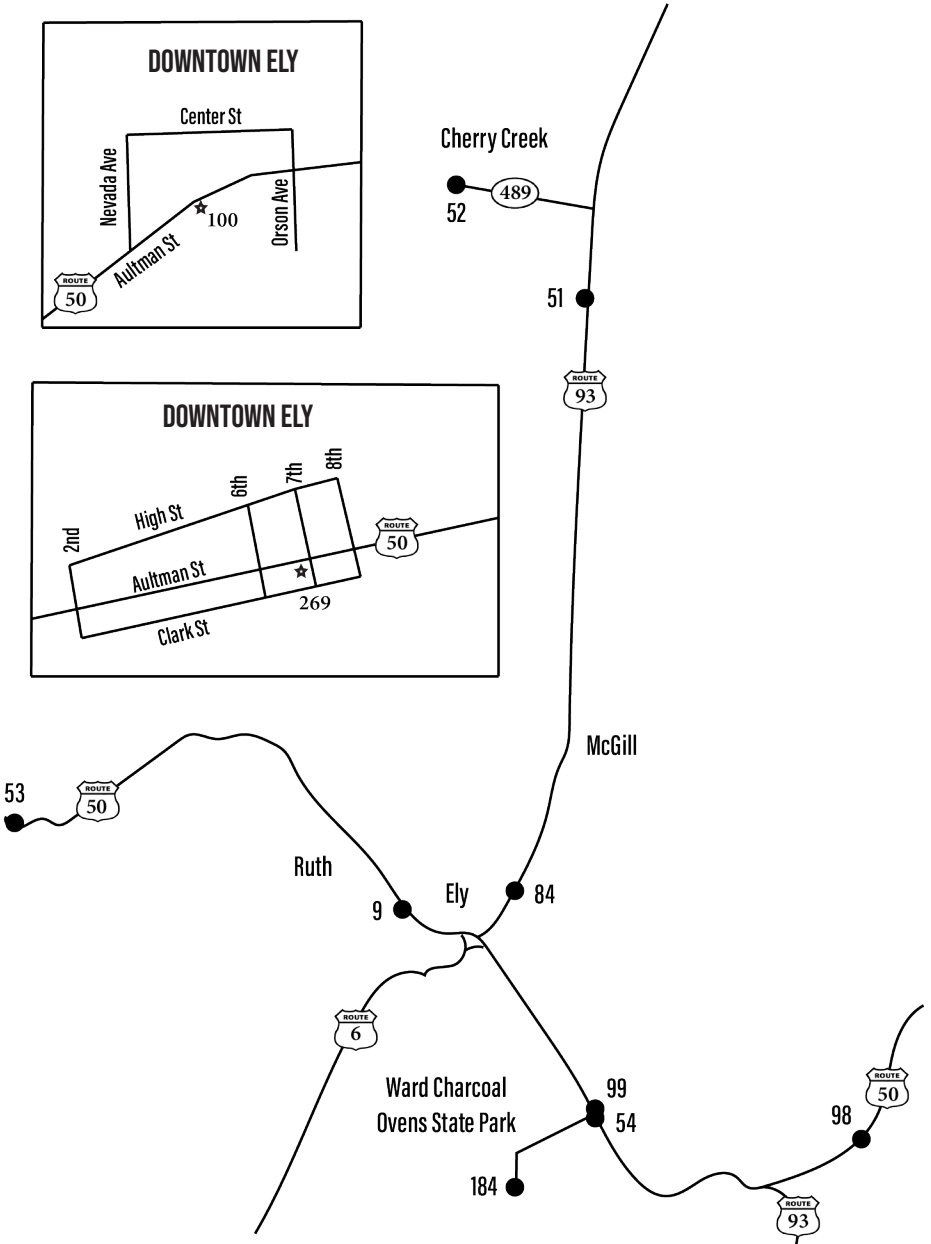 DOWNTOWN ELY
Center St
Nevada Ave
Orson Ave
100
Aultman St
ROUTE
50
Cherry Creek
489
52
51
ROUTE
93
DOWNTOWN ELY
2nd
High St
6th
7th
8th
ROUTE
50
Aultman St
269
Clark St
McGill
53
ROUTE
50
Ruth
9
Ely
84
ROUTE
6
Ward Charcoal
Ovens State Park
99
54
184
98
ROUTE
50
ROUTE
93